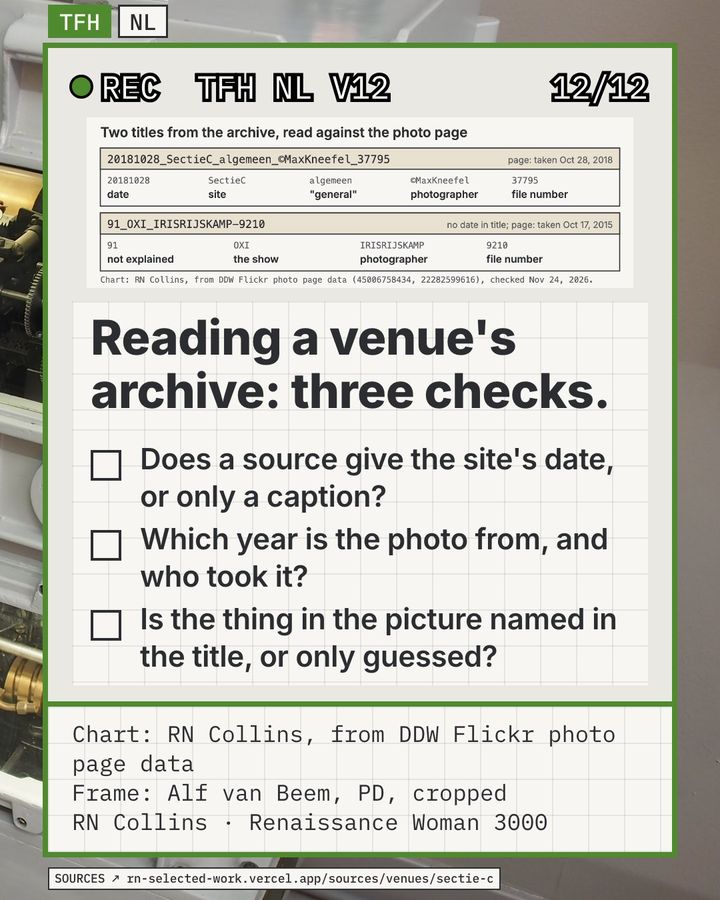 TFH NL
REC TFH NL V12 12/12
Two titles from the archive, read against the photo page
20181028_SectieC_algemeen_©MaxKneefel_37795 page: taken Oct 28, 2018
20181028 SectieC algemeen ©MaxKneefel 37795
date site "general" photographer file number
91_OXI_IRISRIJSKAMP-9210 no date in title; page: taken Oct 17, 2015
91 OXI IRISRIJSKAMP 9210
not explained the show photographer file number
Chart: RN Collins, from DDW Flickr photo page data (45006758434, 22282599616), checked Nov 24, 2026.
Reading a venue's
archive: three checks.
Does a source give the site's date,
or only a caption?
Which year is the photo from, and
who took it?
Is the thing in the picture named in
the title, or only guessed?
Chart: RN Collins, from DDW Flickr photo
page data
Frame: Alf van Beem, PD, cropped
RN Collins · Renaissance Woman 3000
SOURCES ↗ rn-selected-work.vercel.app/sources/venues/sectie-c